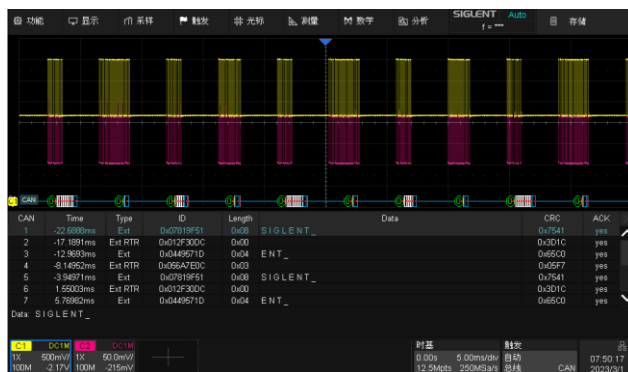 功能 显示 采样 触发 光标 测量 数学 分析 SIGLENT Auto 存储
f = ***
CAN
CAN Time Type ID Length Data CRC ACK
1 -22.6888ms Ext 0x07819F51 0x08 SIGLENT_ 0x7541 yes
2 -17.1891ms Ext RTR 0x012F30DC 0x00 0x3D1C yes
3 -12.9693ms Ext 0x0449571D 0x04 ENT_ 0x65C0 yes
4 -8.14952ms Ext RTR 0x056A7E0C 0x03 0x05F7 yes
5 -3.94971ms Ext 0x07819F51 0x08 SIGLENT_ 0x7541 yes
6 1.55003ms Ext RTR 0x012F30DC 0x00 0x3D1C yes
7 5.76982ms Ext 0x0449571D 0x04 ENT_ 0x65C0 yes
Data: SIGLENT_
C1 DC1M C2 DC1M 时基 触发
1X 500mV/ 1X 50.0mV/ 0.00s 5.00ms/div 自动 07:50:17
100M -2.17V 100M -215mV 12.5Mpts 250MSa/s 总线 CAN 2023/3/1